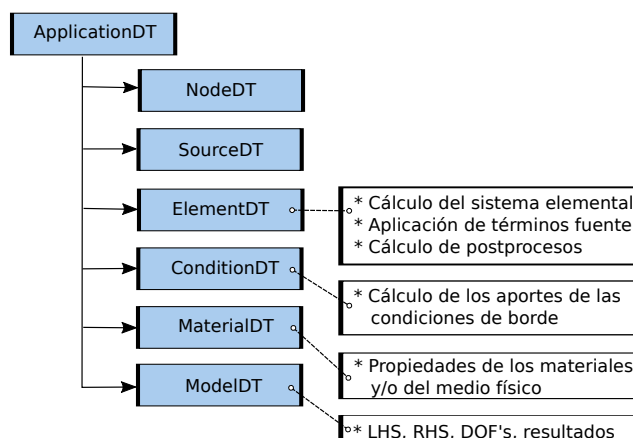 ApplicationDT
NodeDT
SourceDT
ElementDT
* Cálculo del sistema elemental
* Aplicación de términos fuente
* Cálculo de postprocesos
ConditionDT
* Cálculo de los aportes de las
condiciones de borde
MaterialDT
* Propiedades de los materiales
y/o del medio físico
ModelDT
* LHS, RHS, DOF's, resultados